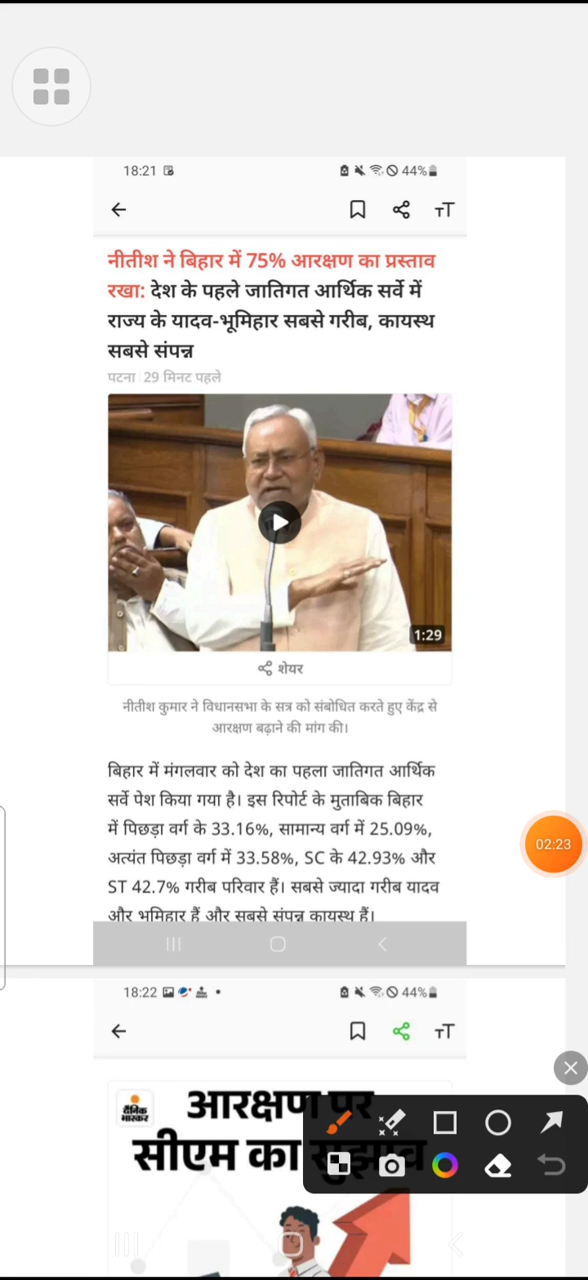 18:21
44%
नीतीश ने बिहार में 75% आरक्षण का प्रस्ताव
रखा: देश के पहले जातिगत आर्थिक सर्वे में
राज्य के यादव-भूमिहार सबसे गरीब, कायस्थ
सबसे संपन्न
पटना 29 मिनट पहले
1:29
शेयर
नीतीश कुमार ने विधानसभा के सत्र को संबोधित करते हुए केंद्र से
आरक्षण बढ़ाने की मांग की।
बिहार में मंगलवार को देश का पहला जातिगत आर्थिक
सर्वे पेश किया गया है। इस रिपोर्ट के मुताबिक बिहार
में पिछड़ा वर्ग के 33.16%, सामान्य वर्ग में 25.09%,
02:23
अत्यंत पिछड़ा वर्ग में 33.58%, SC के 42.93% और
ST 42.7% गरीब परिवार हैं। सबसे ज्यादा गरीब यादव
और भूमिहार हैं और सबसे संपन्न कायस्थ हैं।
18:22
44%
दैनिक
भास्कर
आरक्षण पर
सीएम का सुझाव